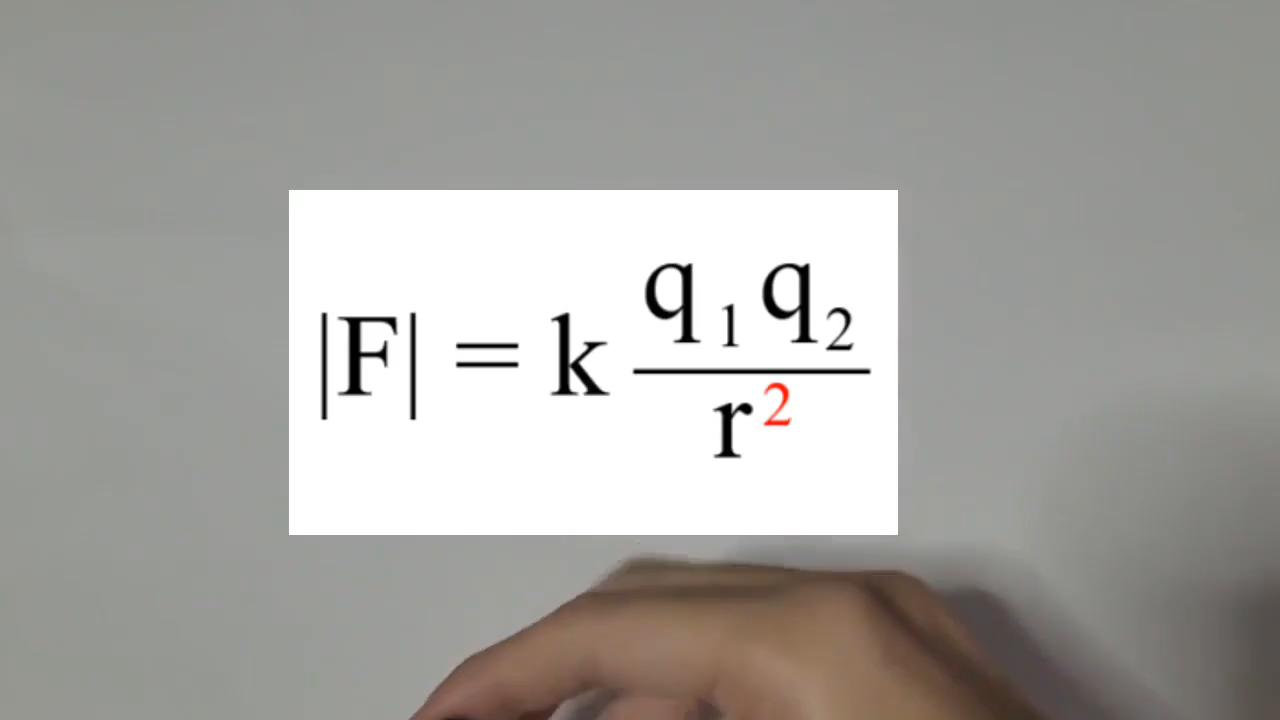 |F| = k q₁q₂ / r²